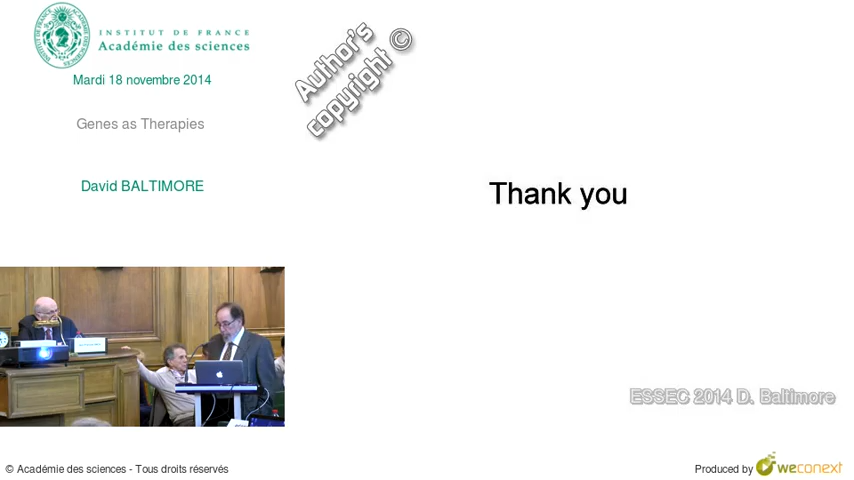 INSTITUT DE FRANCE
Académie des sciences
Mardi 18 novembre 2014
Genes as Therapies
David BALTIMORE
Author's
copyright ©
Thank you
ESSEC 2014 D. Baltimore
© Académie des sciences - Tous droits réservés
Produced by weconext